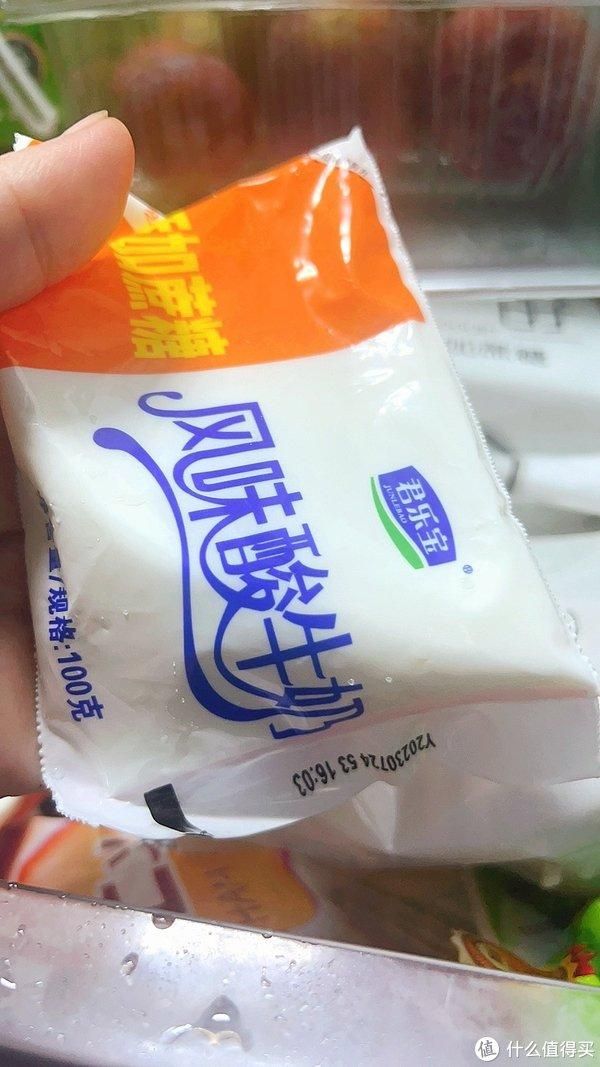 加蔗糖
君乐宝
JUNLEBAO
风味酸牛奶
量/规格:100克
Y20230724 53 16:03
值 什么值得买